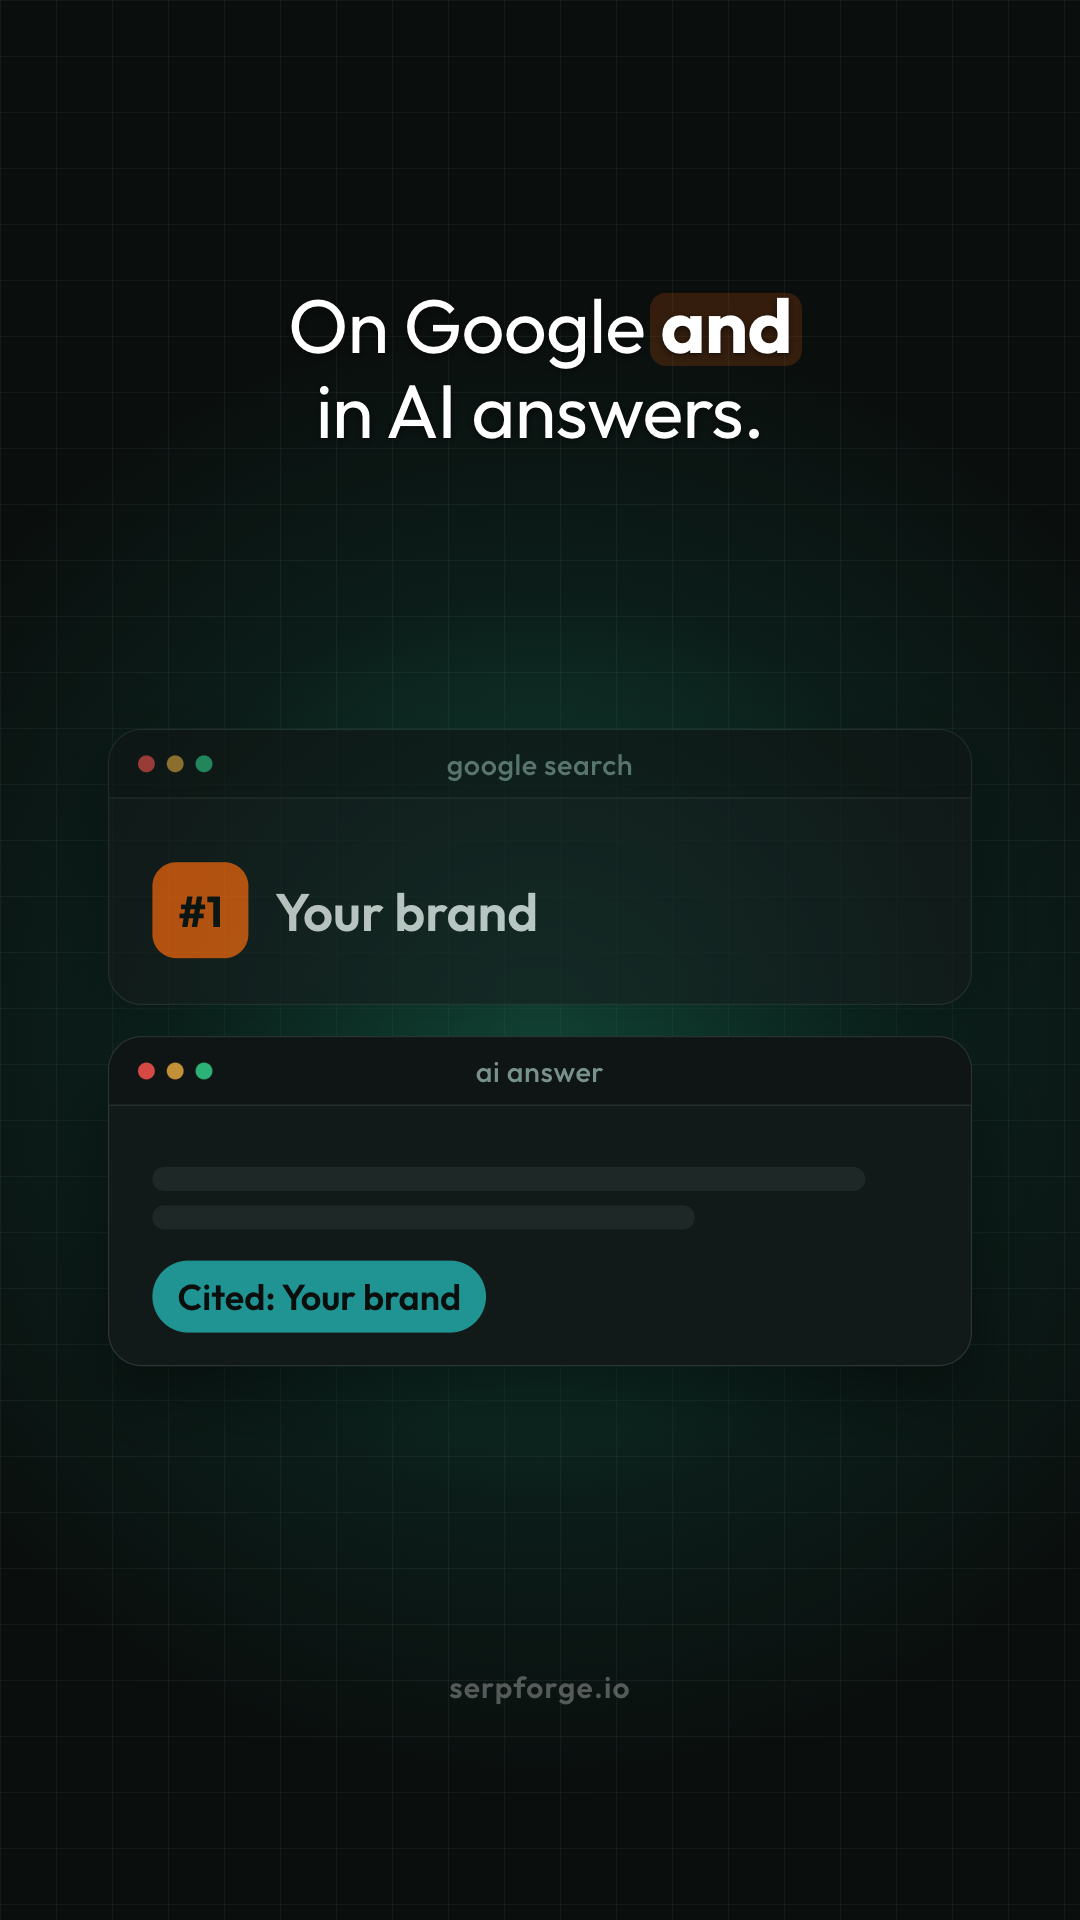 On Google and
in AI answers.
google search
#1 Your brand
ai answer
Cited: Your brand
serpforge.io